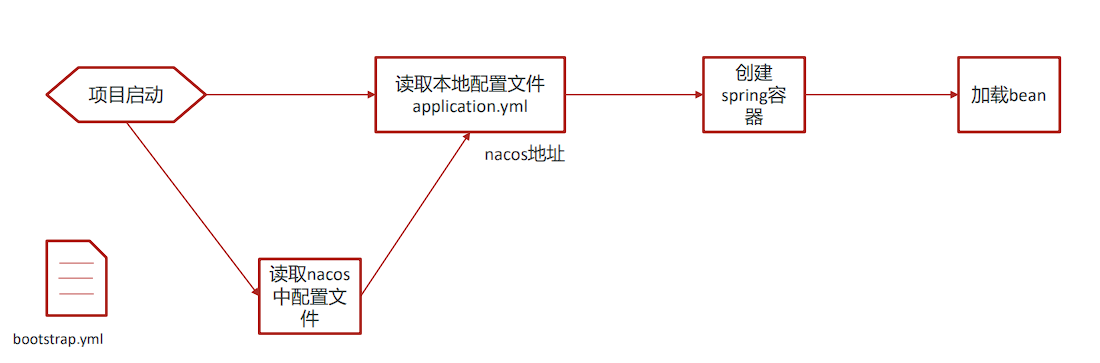 项目启动
读取本地配置文件
application.yml
创建
spring容
器
加载bean
nacos地址
读取nacos
中配置文
件
bootstrap.yml